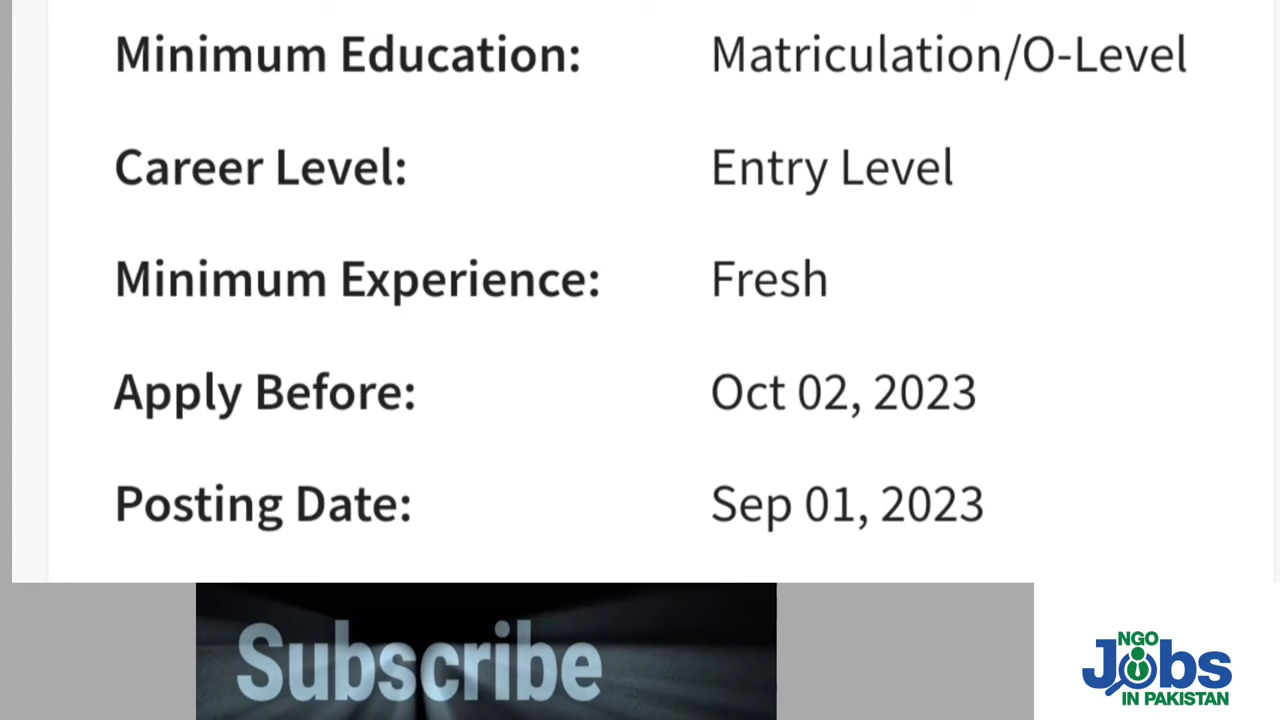 Minimum Education: Matriculation/O-Level
Career Level: Entry Level
Minimum Experience: Fresh
Apply Before: Oct 02, 2023
Posting Date: Sep 01, 2023
Subscribe
NGO
Jobs
IN PAKISTAN